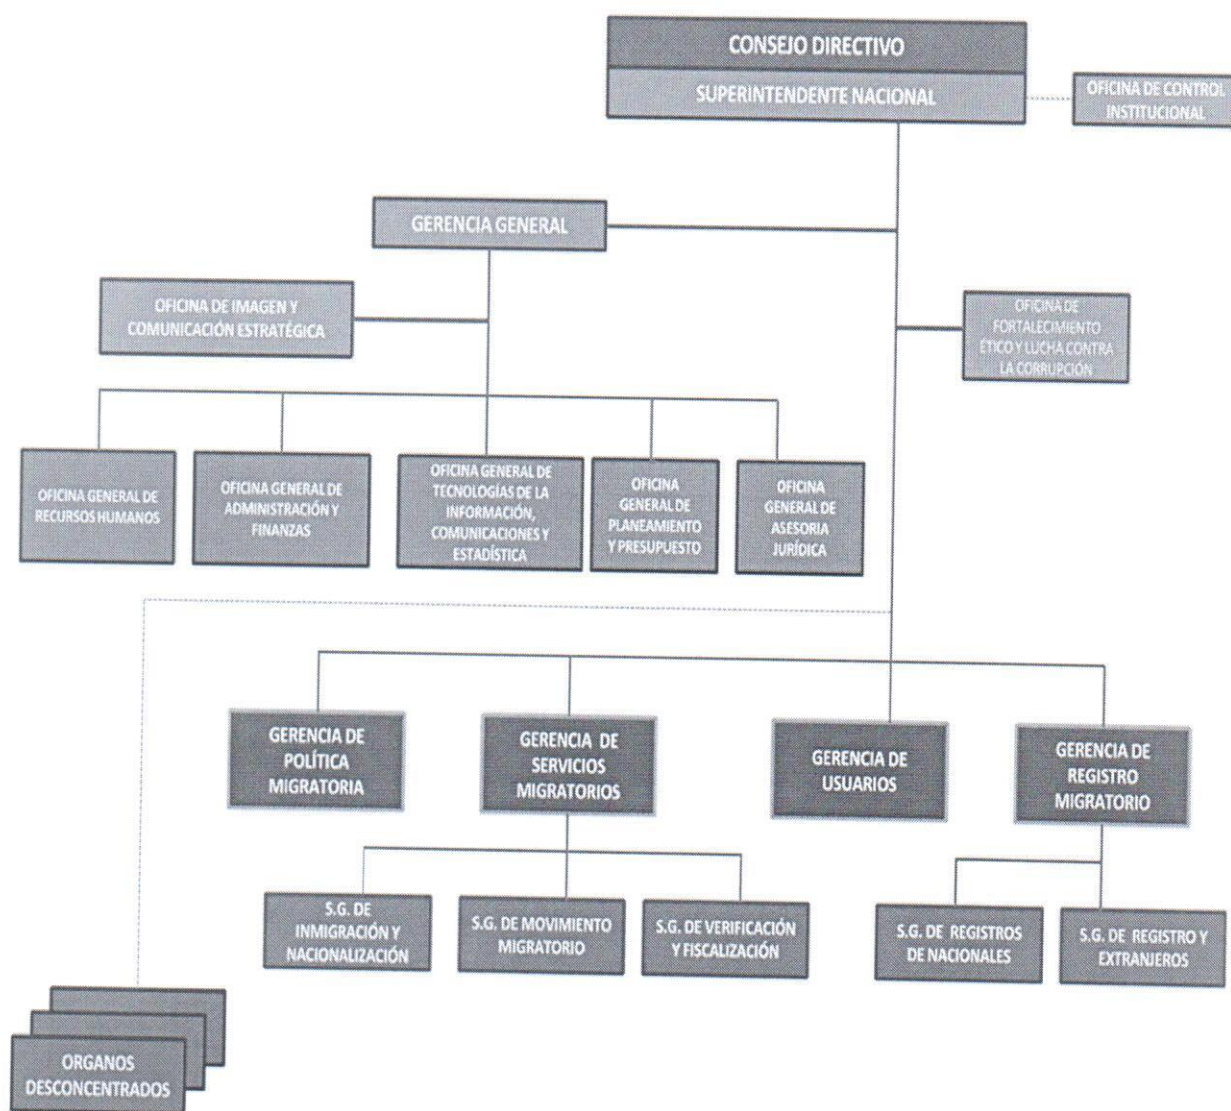 CONSEJO DIRECTIVO
SUPERINTENDENTE NACIONAL
OFICINA DE CONTROL
INSTITUCIONAL
GERENCIA GENERAL
OFICINA DE IMAGEN Y
COMUNICACIÓN ESTRATÉGICA
OFICINA DE
FORTALECIMIENTO
ÉTICO Y LUCHA CONTRA
LA CORRUPCIÓN
OFICINA GENERAL DE
RECURSOS HUMANOS
OFICINA GENERAL DE
ADMINISTRACIÓN Y
FINANZAS
OFICINA GENERAL DE
TECNOLOGÍAS DE LA
INFORMACIÓN,
COMUNICACIONES Y
ESTADÍSTICA
OFICINA
GENERAL DE
PLANEAMIENTO
Y PRESUPUESTO
OFICINA
GENERAL DE
ASESORIA
JURÍDICA
GERENCIA DE
POLÍTICA
MIGRATORIA
GERENCIA DE
SERVICIOS
MIGRATORIOS
GERENCIA DE
USUARIOS
GERENCIA DE
REGISTRO
MIGRATORIO
S.G. DE
INMIGRACIÓN Y
NACIONALIZACIÓN
S.G. DE MOVIMIENTO
MIGRATORIO
S.G. DE VERIFICACIÓN
Y FISCALIZACIÓN
S.G. DE REGISTROS
DE NACIONALES
S.G. DE REGISTRO Y
EXTRANJEROS
ORGANOS
DESCONCENTRADOS